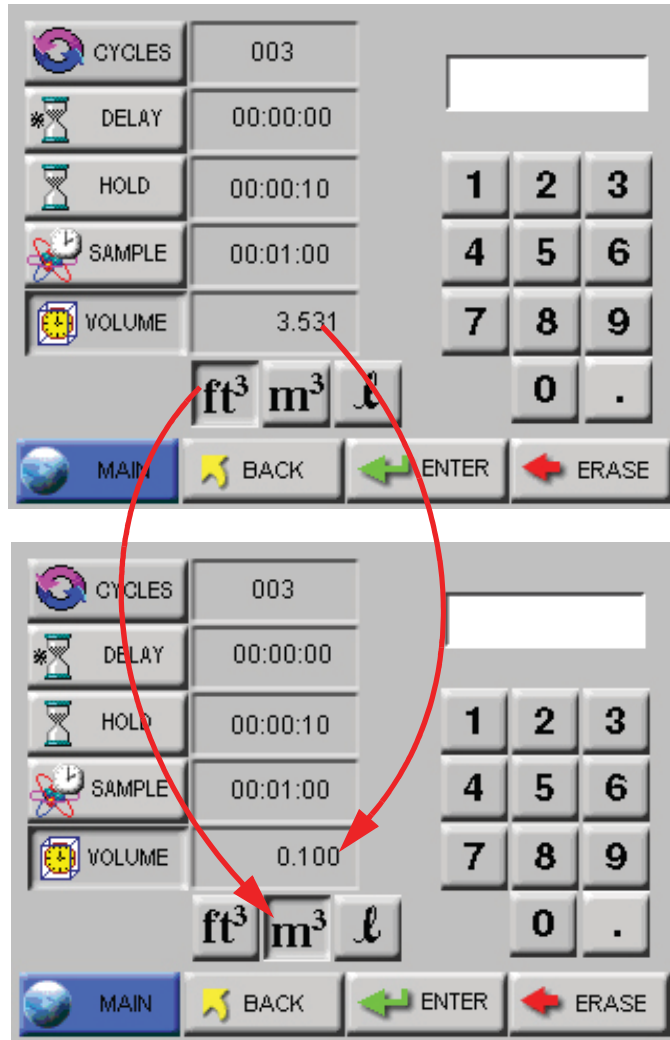 CYCLES 003
DELAY 00:00:00
HOLD 00:00:10 1 2 3
SAMPLE 00:01:00 4 5 6
VOLUME 3.531 7 8 9
ft³ m³ ℓ 0 .
MAIN BACK ENTER ERASE
CYCLES 003
DELAY 00:00:00
HOLD 00:00:10 1 2 3
SAMPLE 00:01:00 4 5 6
VOLUME 0.100 7 8 9
ft³ m³ ℓ 0 .
MAIN BACK ENTER ERASE